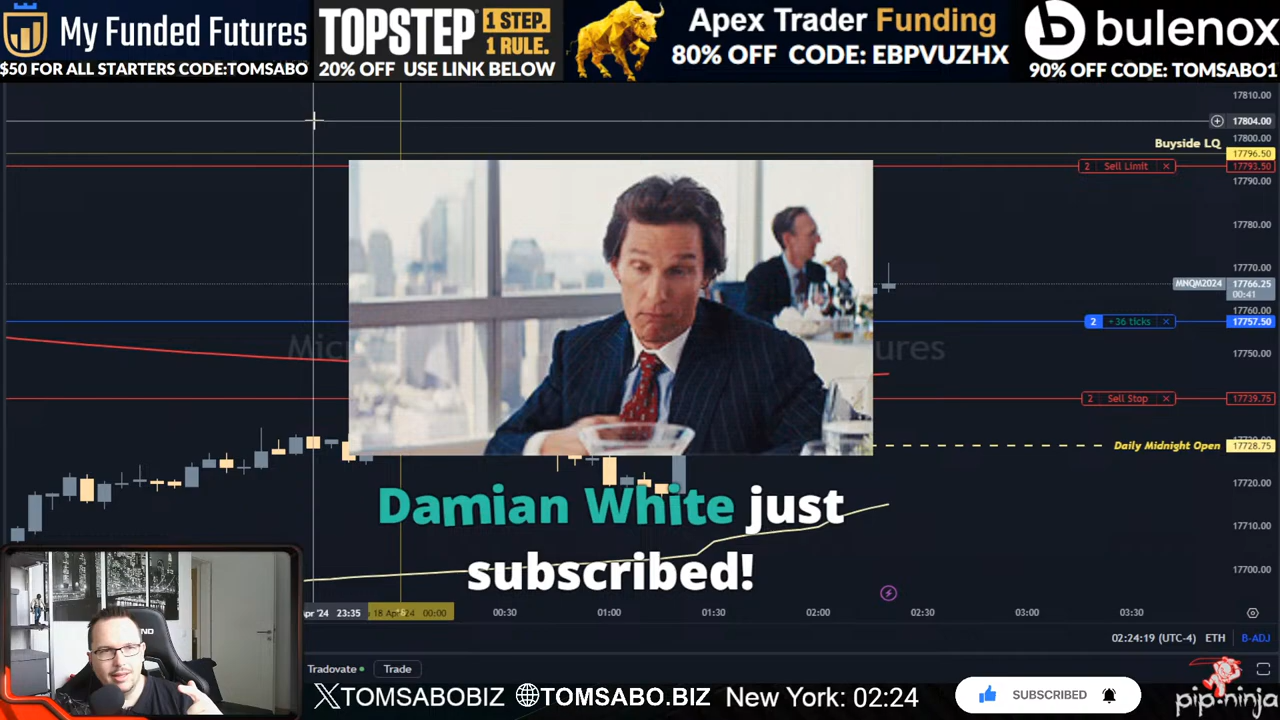 My Funded Futures
$50 FOR ALL STARTERS CODE:TOMSABO
TOPSTEP 1 STEP. 1 RULE.
20% OFF USE LINK BELOW
Apex Trader Funding
80% OFF CODE: EBPVUZHX
bulenox
90% OFF CODE: TOMSABO1
17810.00
17804.00
17800.00
Buyside LQ
17796.50
2 Sell Limit × 17793.50
17790.00
17780.00
17770.00
MNQM2024 17766.25
00:41
17760.00
2 +36 ticks × 17757.50
17750.00
2 Sell Stop × 17739.75
Daily Midnight Open 17728.75
17720.00
17710.00
17700.00
Damian White just
subscribed!
'24 23:35
18 Apr '24 00:00
00:30 01:00 01:30 02:00 02:30 03:00 03:30
02:24:19 (UTC-4) ETH B-ADJ
Tradovate Trade
TOMSABOBIZ TOMSABO.BIZ New York: 02:24
SUBSCRIBED
pip.ninja